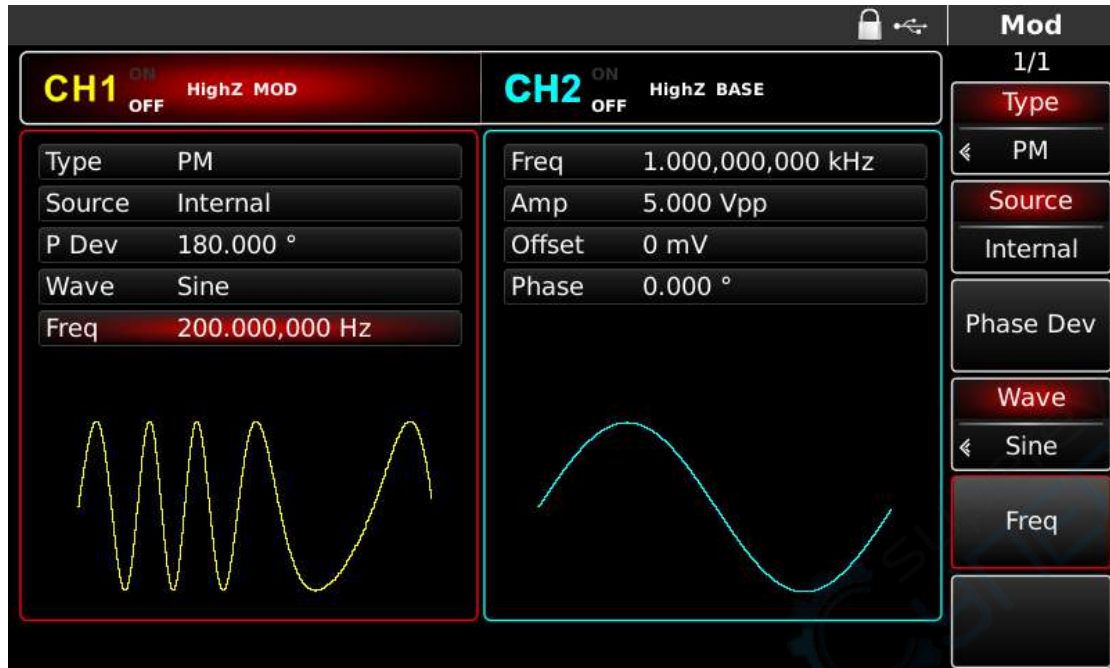 Mod
1/1
CH1 ON OFF HighZ MOD
CH2 ON OFF HighZ BASE
Type PM
Source Internal
P Dev 180.000 °
Wave Sine
Freq 200.000,000 Hz
Freq 1.000,000,000 kHz
Amp 5.000 Vpp
Offset 0 mV
Phase 0.000 °
Type
PM
Source
Internal
Phase Dev
Wave
Sine
Freq